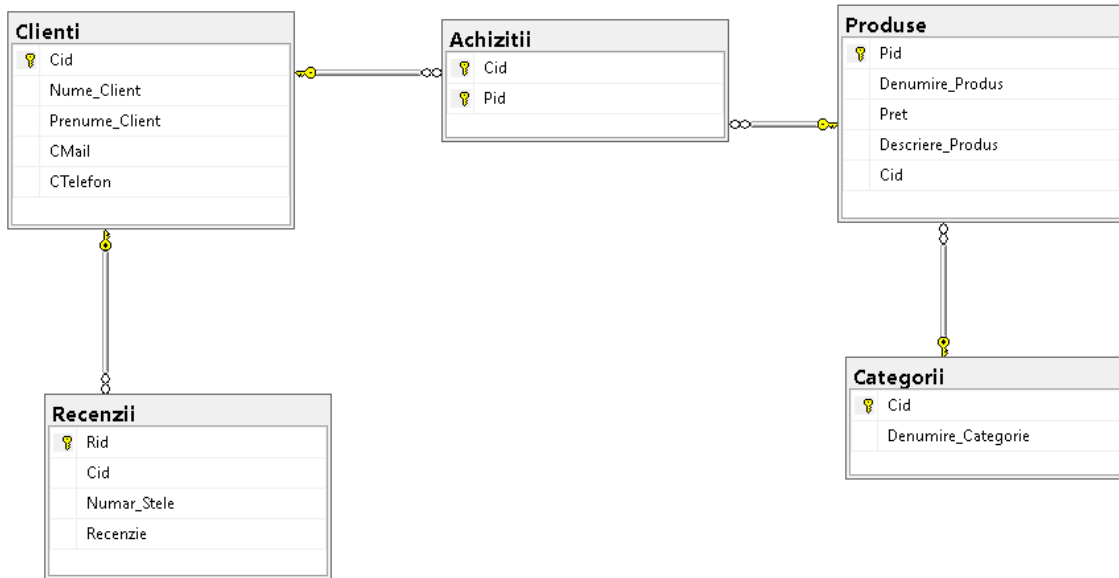 Clienti
Cid
Nume_Client
Prenume_Client
CMail
CTelefon
Achizitii
Cid
Pid
Produse
Pid
Denumire_Produs
Pret
Descriere_Produs
Cid
Recenzii
Rid
Cid
Numar_Stele
Recenzie
Categorii
Cid
Denumire_Categorie